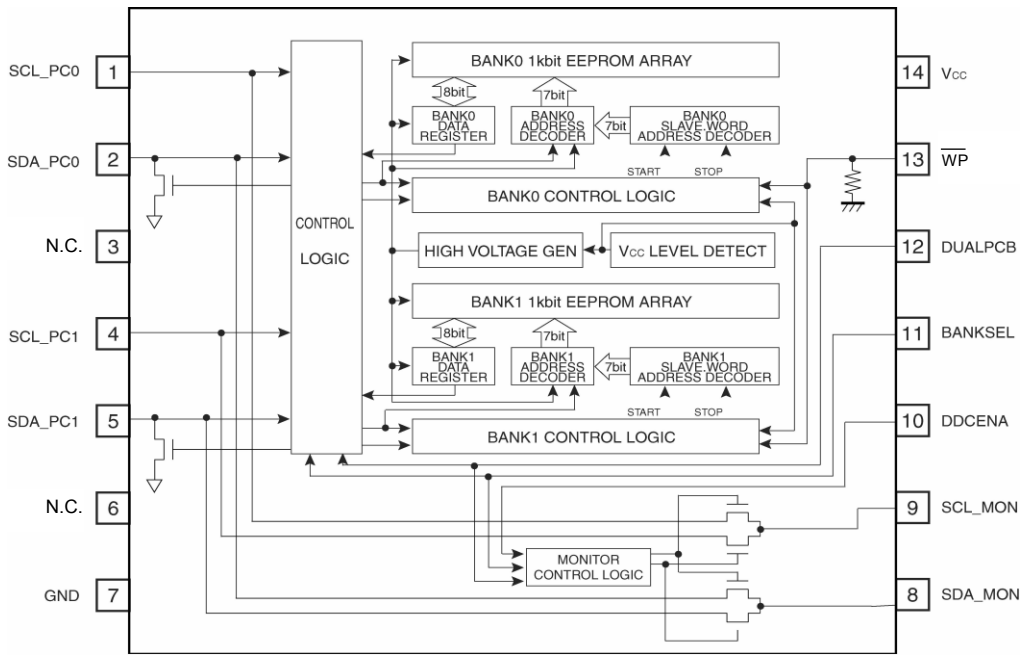 SCL_PC0
1
SDA_PC0
2
N.C.
3
SCL_PC1
4
SDA_PC1
5
N.C.
6
GND
7
CONTROL
LOGIC
BANK0 1kbit EEPROM ARRAY
8bit
7bit
BANK0
DATA
REGISTER
BANK0
ADDRESS
DECODER
7bit
BANK0
SLAVE.WORD
ADDRESS DECODER
START STOP
BANK0 CONTROL LOGIC
HIGH VOLTAGE GEN
VCC LEVEL DETECT
BANK1 1kbit EEPROM ARRAY
8bit
7bit
BANK1
DATA
REGISTER
BANK1
ADDRESS
DECODER
7bit
BANK1
SLAVE.WORD
ADDRESS DECODER
START STOP
BANK1 CONTROL LOGIC
MONITOR
CONTROL LOGIC
14 VCC
13 WP
12 DUALPCB
11 BANKSEL
10 DDCENA
9 SCL_MON
8 SDA_MON